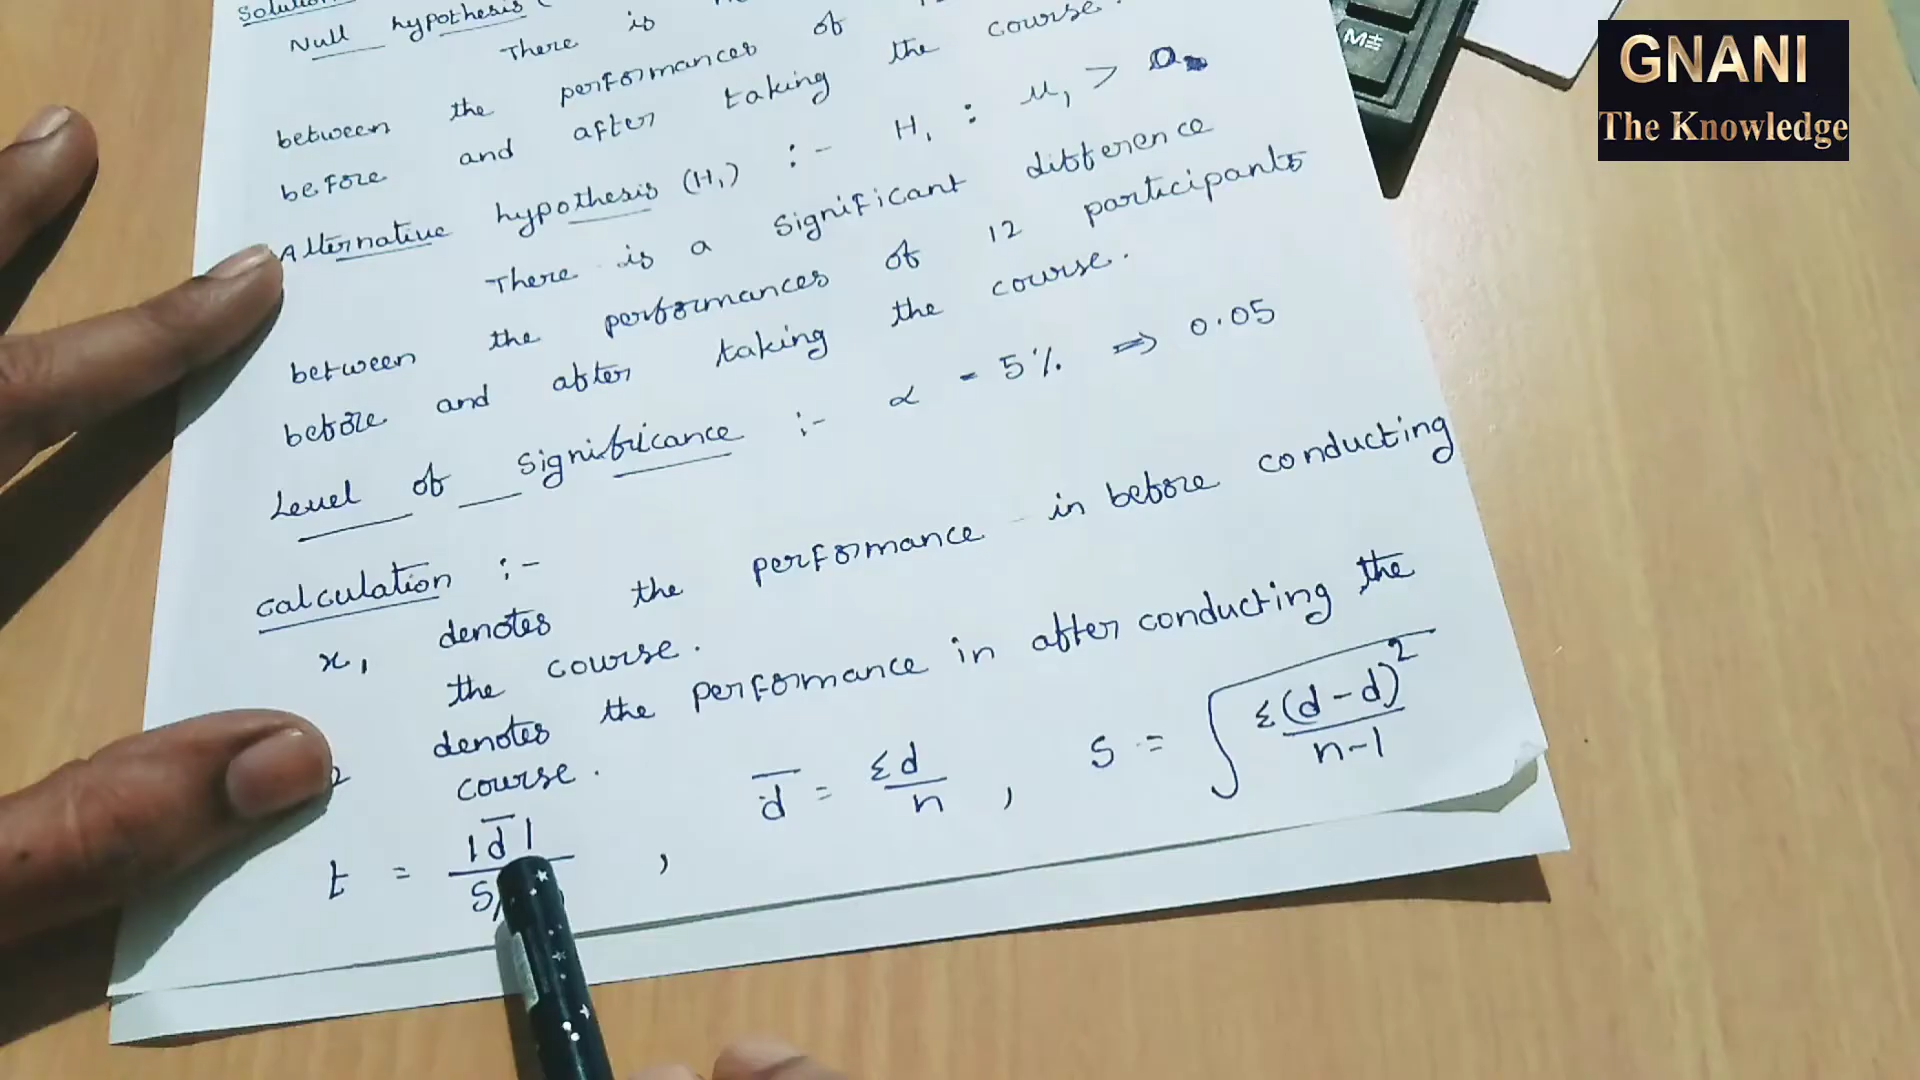 Solution
Null hypothesis (
There is
between the performances of
before and after taking the course.
Alternative hypothesis (H₁) :- H₁ : μ₁ > 0
There is a significant difference
between the performances of 12 participants
before and after taking the course.
Level of significance :- α = 5% => 0.05
calculation :-
x₁ denotes the performance in before conducting
the course.
2 denotes the performance in after conducting the
course.
t = |d̅| / S/ , d̅ = Σd / n , S = √(Σ(d-d)² / n-1)
M±
GNANI
The Knowledge